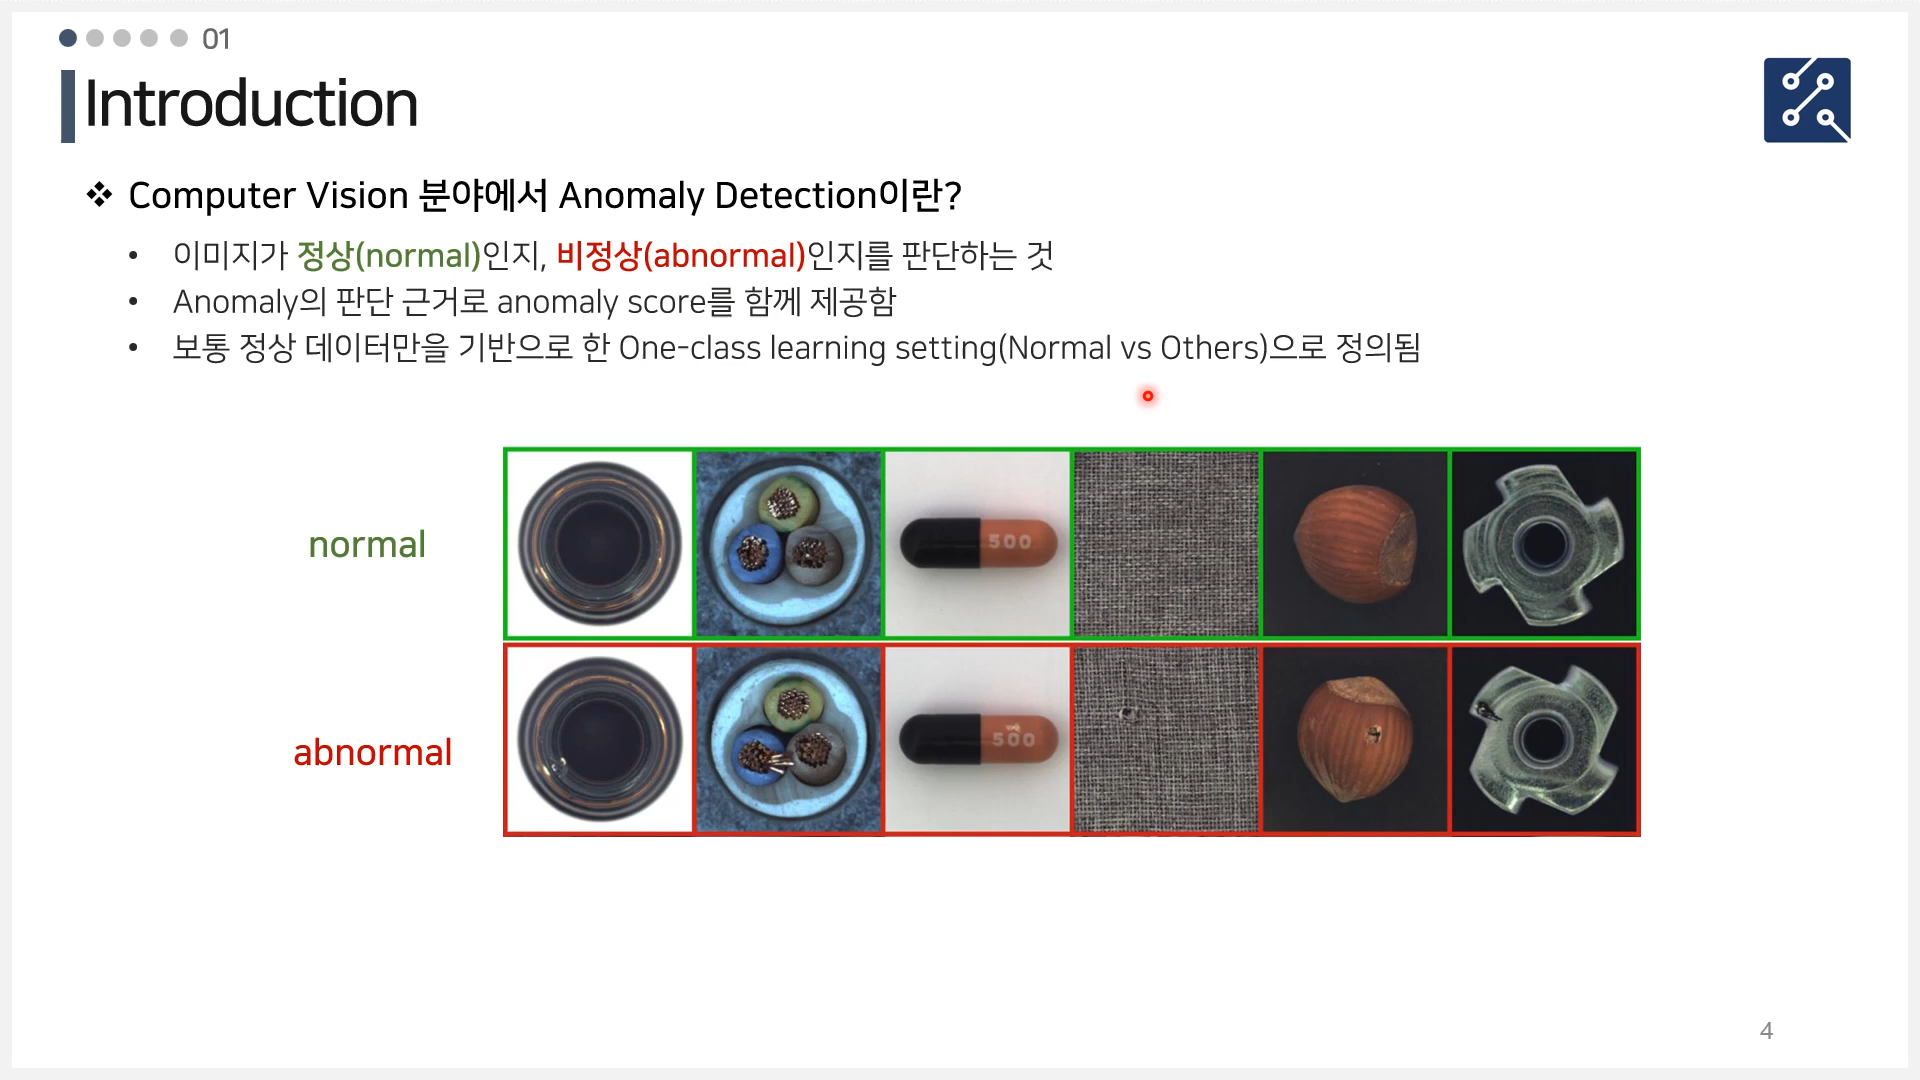 01
Introduction
❖ Computer Vision 분야에서 Anomaly Detection이란?
• 이미지가 정상(normal)인지, 비정상(abnormal)인지를 판단하는 것
• Anomaly의 판단 근거로 anomaly score를 함께 제공함
• 보통 정상 데이터만을 기반으로 한 One-class learning setting(Normal vs Others)으로 정의됨
normal
500
abnormal
500
4